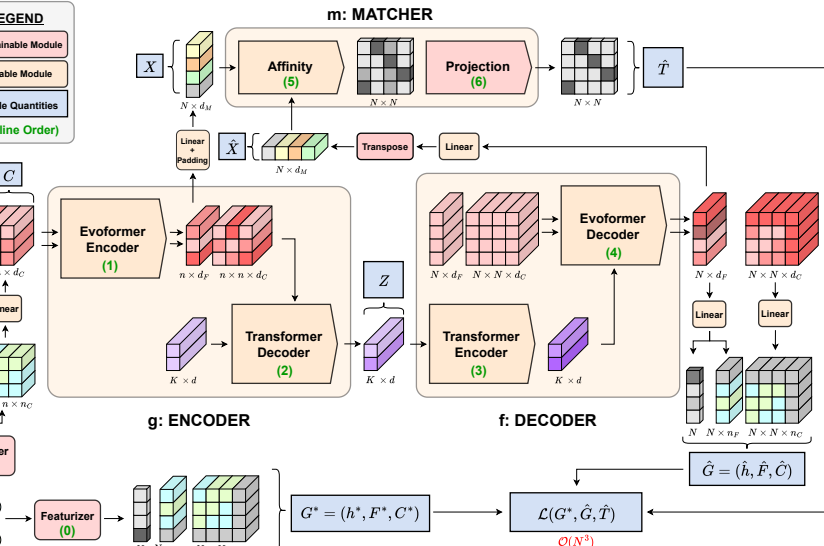 m: MATCHER
EGEND
inable Module
able Module
le Quantities
line Order)
X
N × d_M
Affinity
(5)
N × N
Projection
(6)
N × N
T̂
Linear
+
Padding
X̂
N × d_M
Transpose
Linear
C
× d_C
Evoformer
Encoder
(1)
n × d_F
n × n × d_C
N × d_F
N × N × d_C
Evoformer
Decoder
(4)
N × d_F
N × N × d_C
near
Z
Linear
Linear
Transformer
Decoder
(2)
K × d
K × d
Transformer
Encoder
(3)
K × d
n × n_C
g: ENCODER
f: DECODER
N
N × n_F
N × N × n_C
er
Ĝ = (ĥ, F̂, Ĉ)
Featurizer
(0)
G* = (h*, F*, C*)
ℒ(G*, Ĝ, T̂)
𝒪(N³)